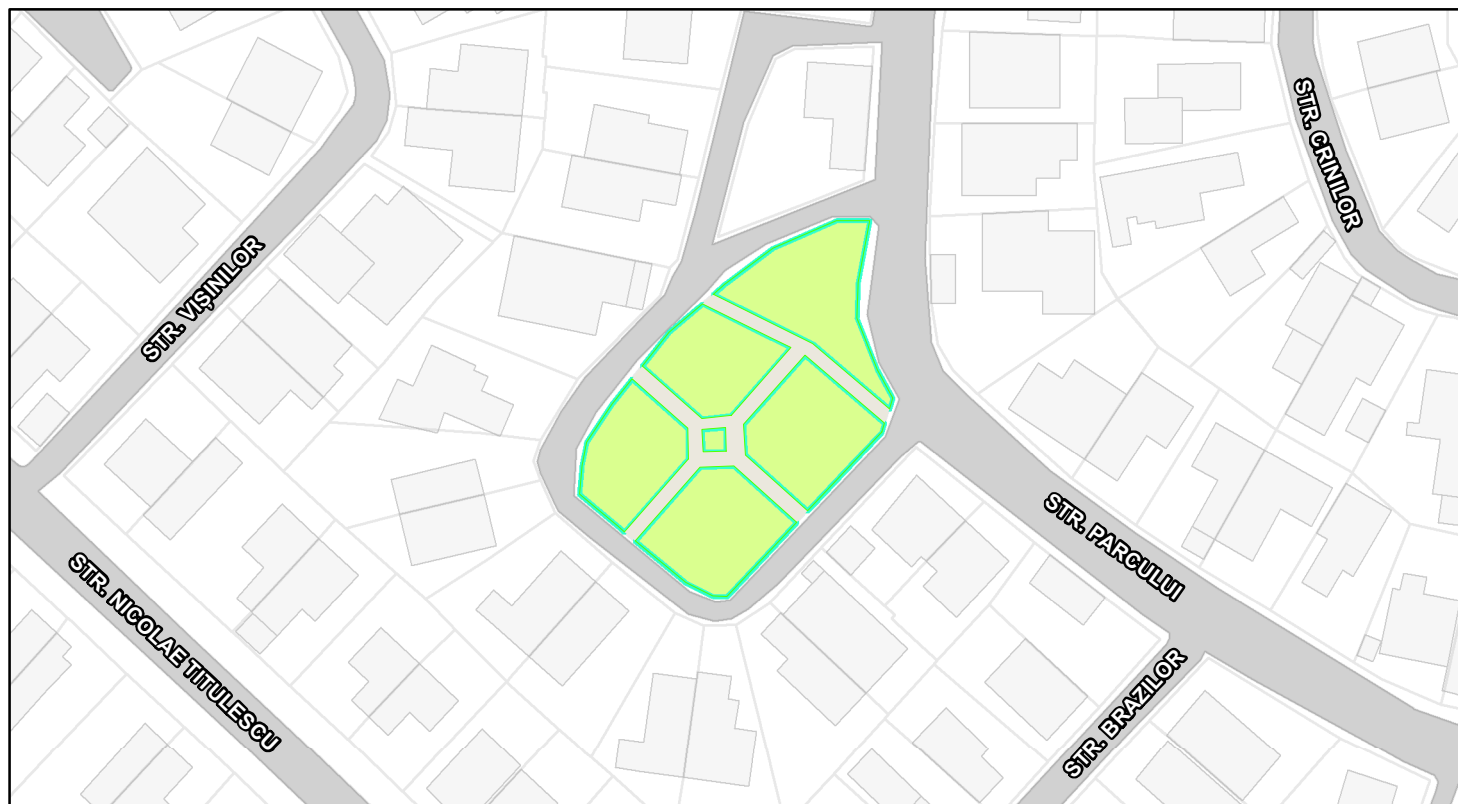 STR. CRINILOR
STR. VIȘINILOR
STR. PARCULUI
STR. NICOLAE TITULESCU
STR. BRAZILOR